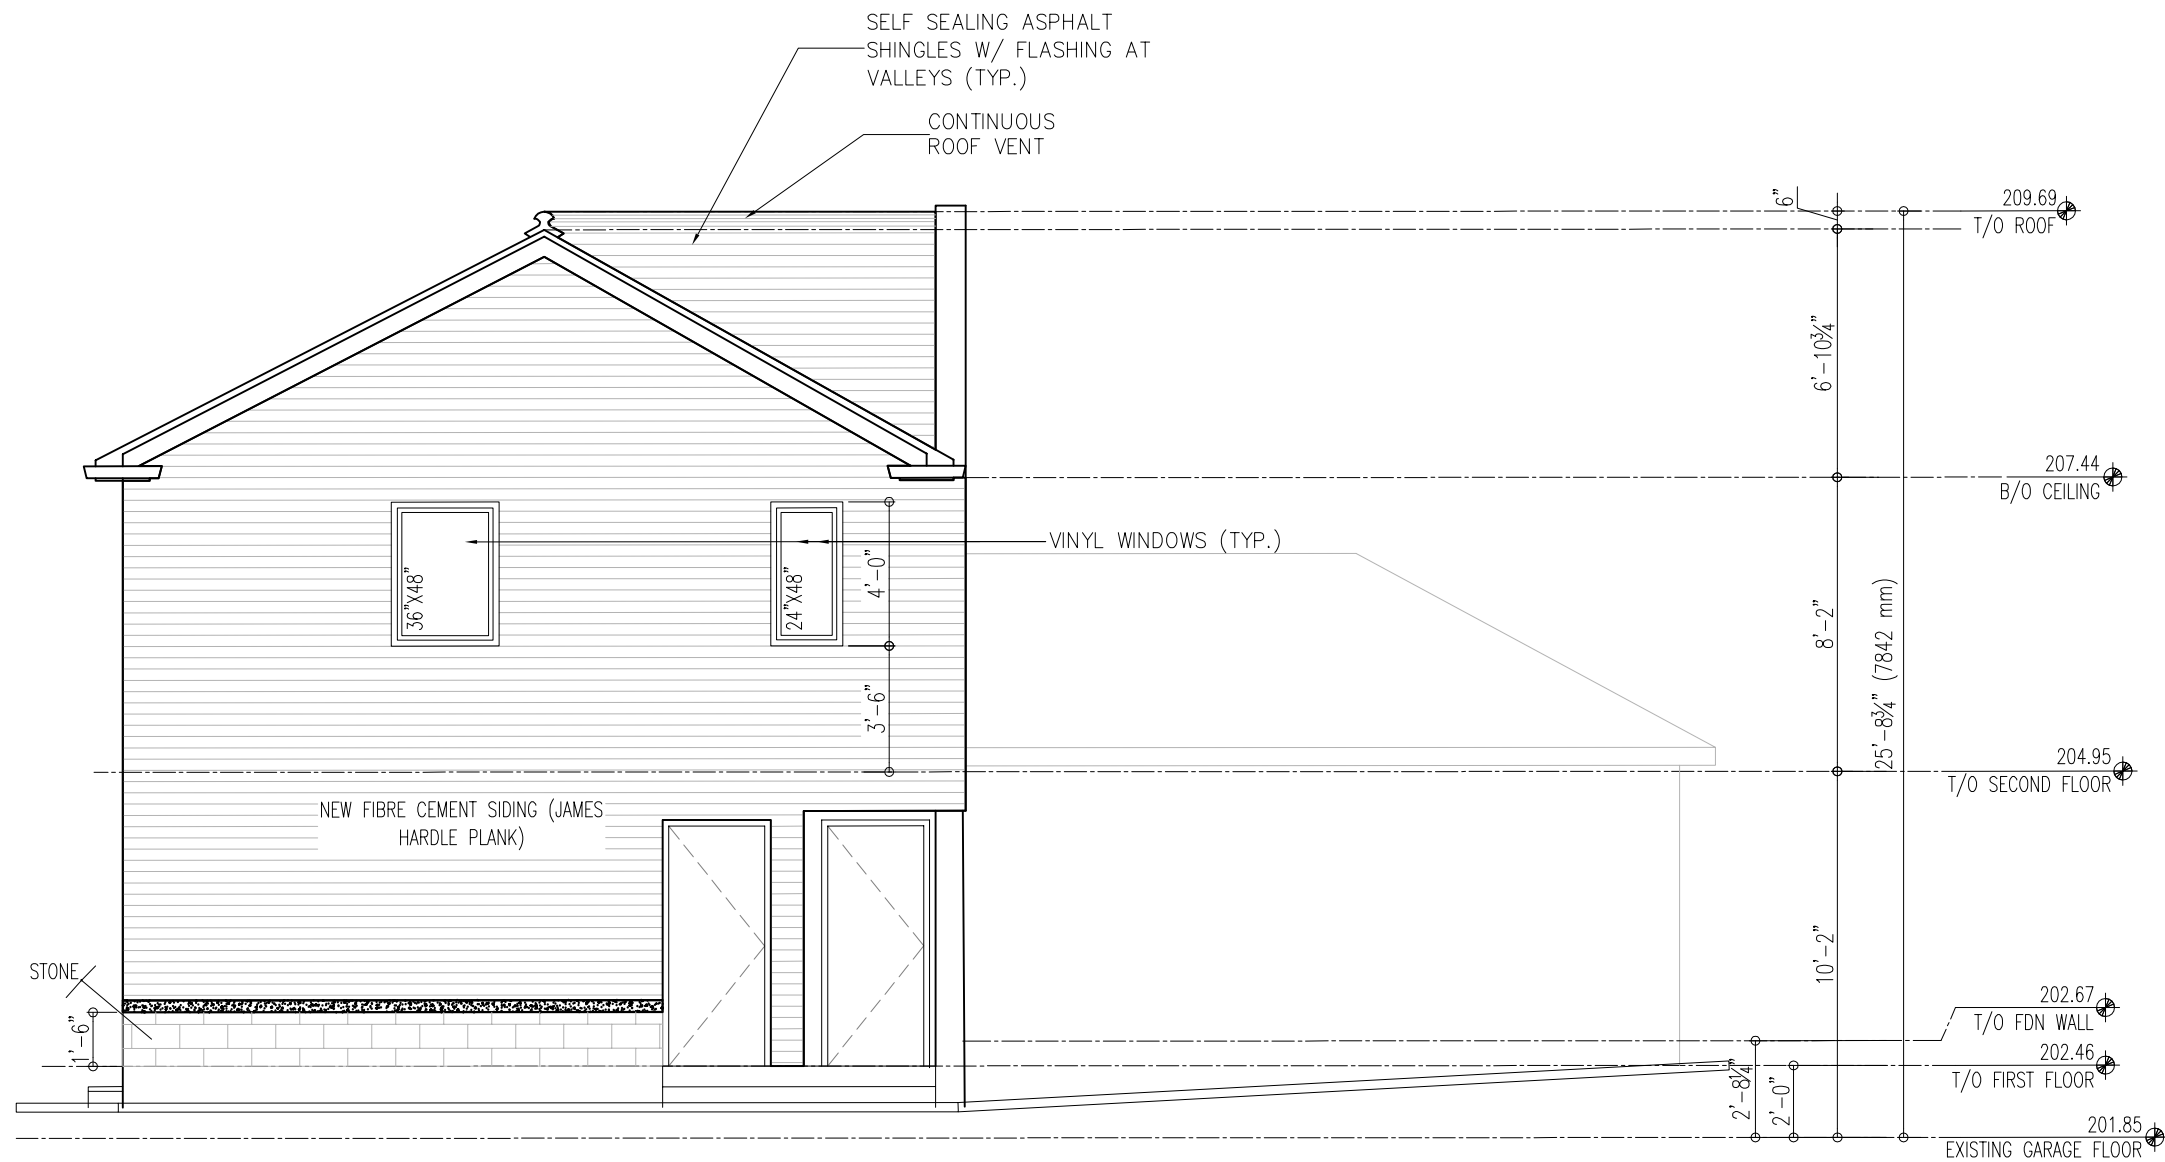 SELF SEALING ASPHALT
SHINGLES W/ FLASHING AT
VALLEYS (TYP.)
CONTINUOUS
ROOF VENT
6"
209.69
T/O ROOF
6'-10¾"
207.44
B/O CEILING
VINYL WINDOWS (TYP.)
36"X48"
24"X48"
4'-0"
8'-2"
25'-8¾" (7842 mm)
3'-6"
204.95
T/O SECOND FLOOR
NEW FIBRE CEMENT SIDING (JAMES
HARDLE PLANK)
10'-2"
STONE
202.67
T/O FDN WALL
1'-6"
202.46
T/O FIRST FLOOR
2'-8¼"
2'-0"
201.85
EXISTING GARAGE FLOOR